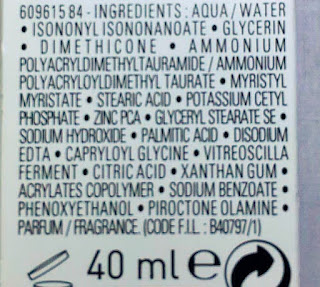 609615 84 - INGREDIENTS : AQUA / WATER
• ISONONYL ISONONANOATE • GLYCERIN
• DIMETHICONE • AMMONIUM
POLYACRYLDIMETHYLTAURAMIDE / AMMONIUM
POLYACRYLOYLDIMETHYL TAURATE • MYRISTYL
MYRISTATE • STEARIC ACID • POTASSIUM CETYL
PHOSPHATE • ZINC PCA • GLYCERYL STEARATE SE •
SODIUM HYDROXIDE • PALMITIC ACID • DISODIUM
EDTA • CAPRYLOYL GLYCINE • VITREOSCILLA
FERMENT • CITRIC ACID • XANTHAN GUM •
ACRYLATES COPOLYMER • SODIUM BENZOATE •
PHENOXYETHANOL • PIROCTONE OLAMINE •
PARFUM / FRAGRANCE. (CODE F.I.L. : B40797/1)
40 ml e